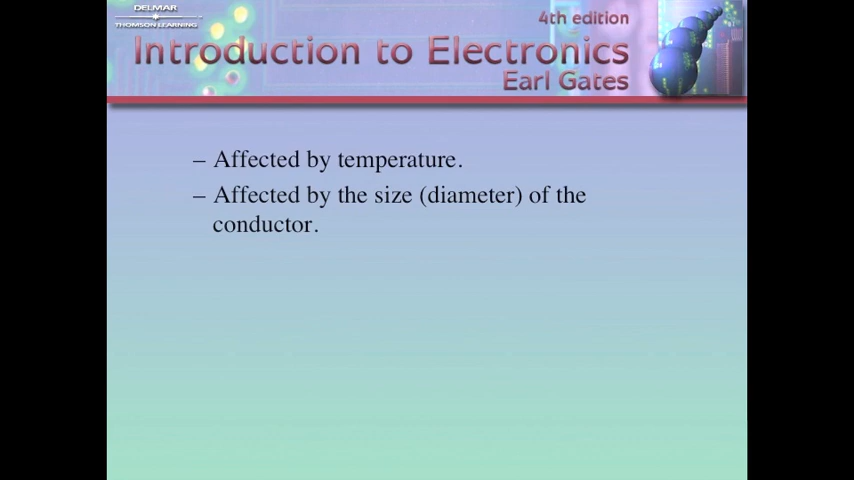 DELMAR
THOMSON LEARNING
4th edition
Introduction to Electronics
Earl Gates
– Affected by temperature.
– Affected by the size (diameter) of the
conductor.